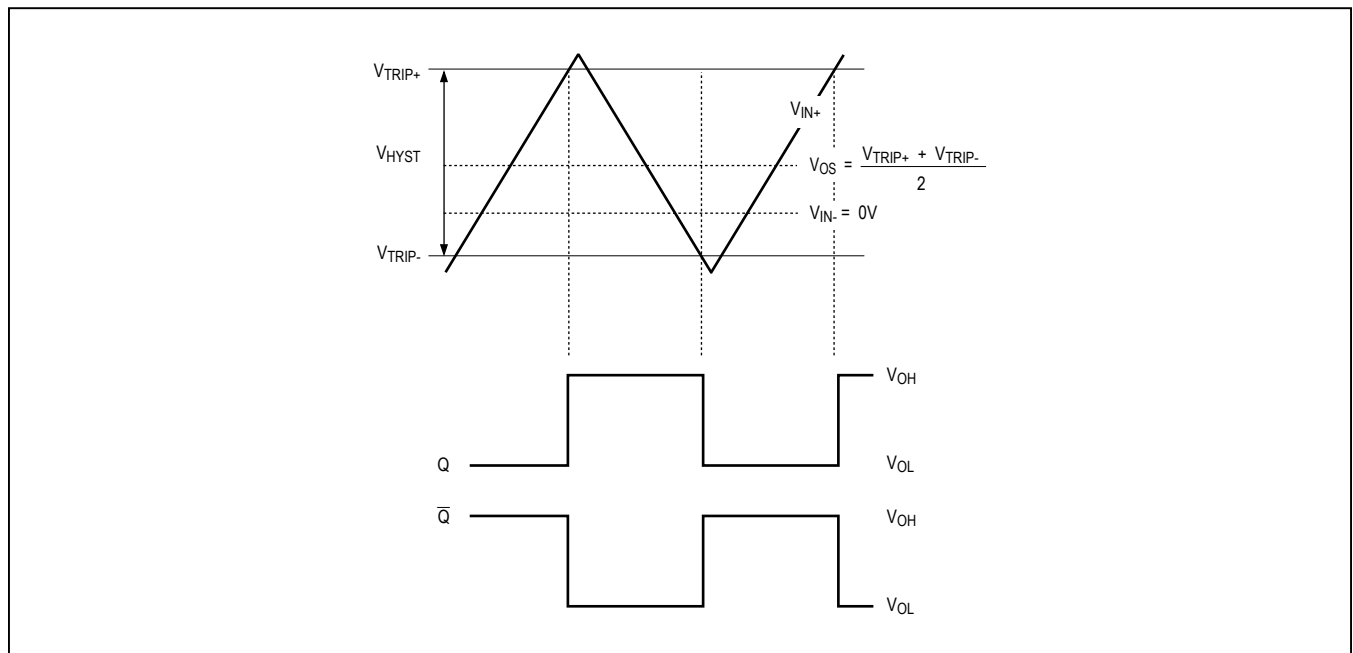 VTRIP+
VIN+
VHYST
VOS = VTRIP+ + VTRIP-
2
VIN- = 0V
VTRIP-
VOH
Q VOL
Q̅ VOH
VOL